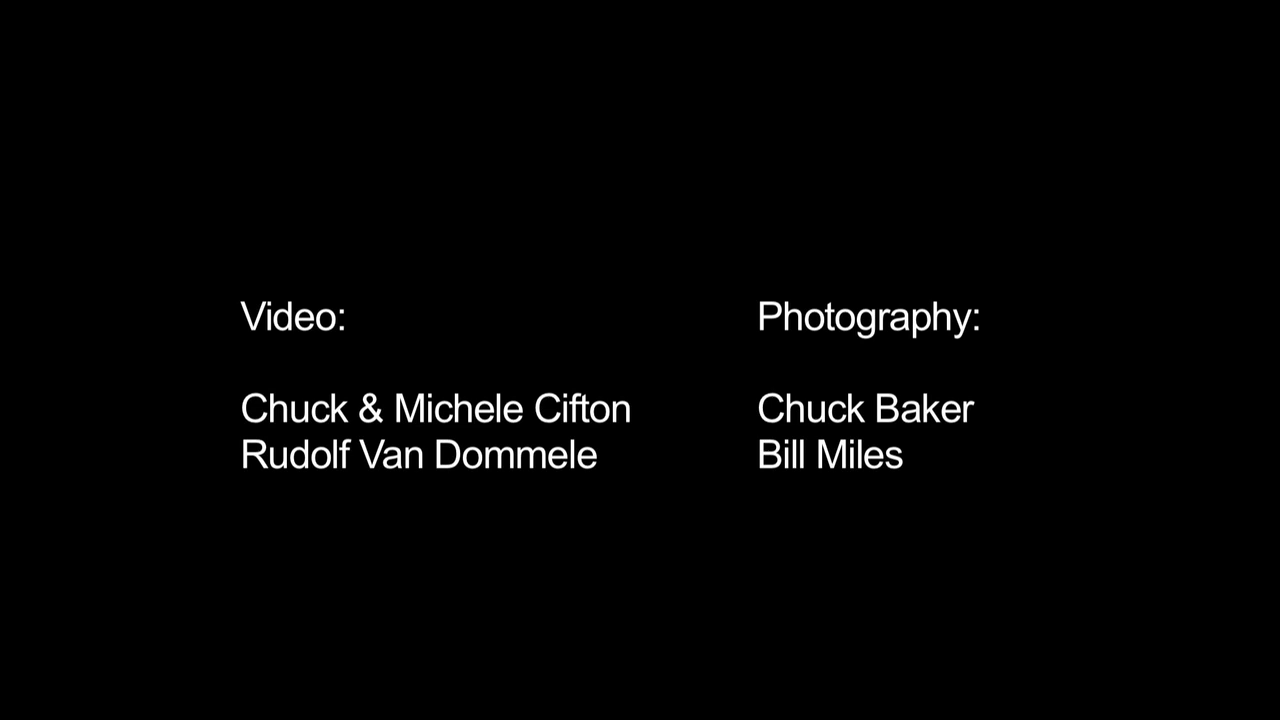 Video:
Chuck & Michele Cifton
Rudolf Van Dommele
Photography:
Chuck Baker
Bill Miles